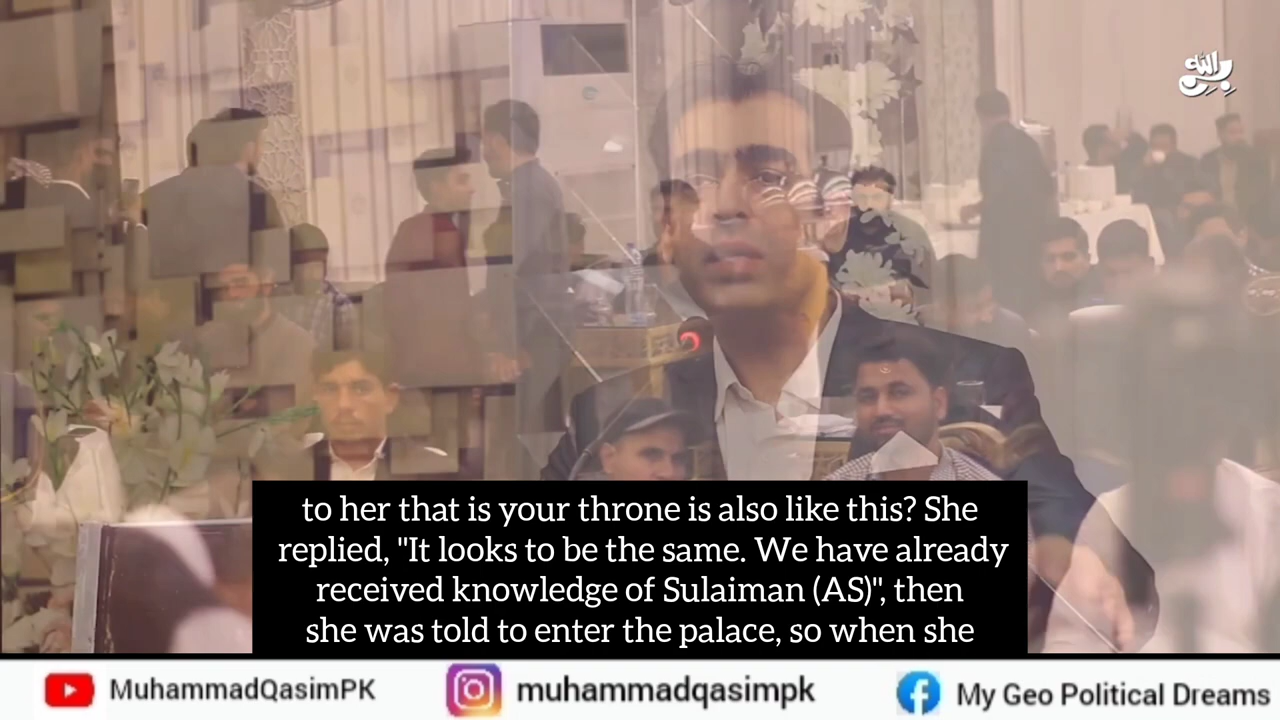 بسم الله
to her that is your throne is also like this? She
replied, "It looks to be the same. We have already
received knowledge of Sulaiman (AS)", then
she was told to enter the palace, so when she
MuhammadQasimPK
muhammadqasimpk
My Geo Political Dreams